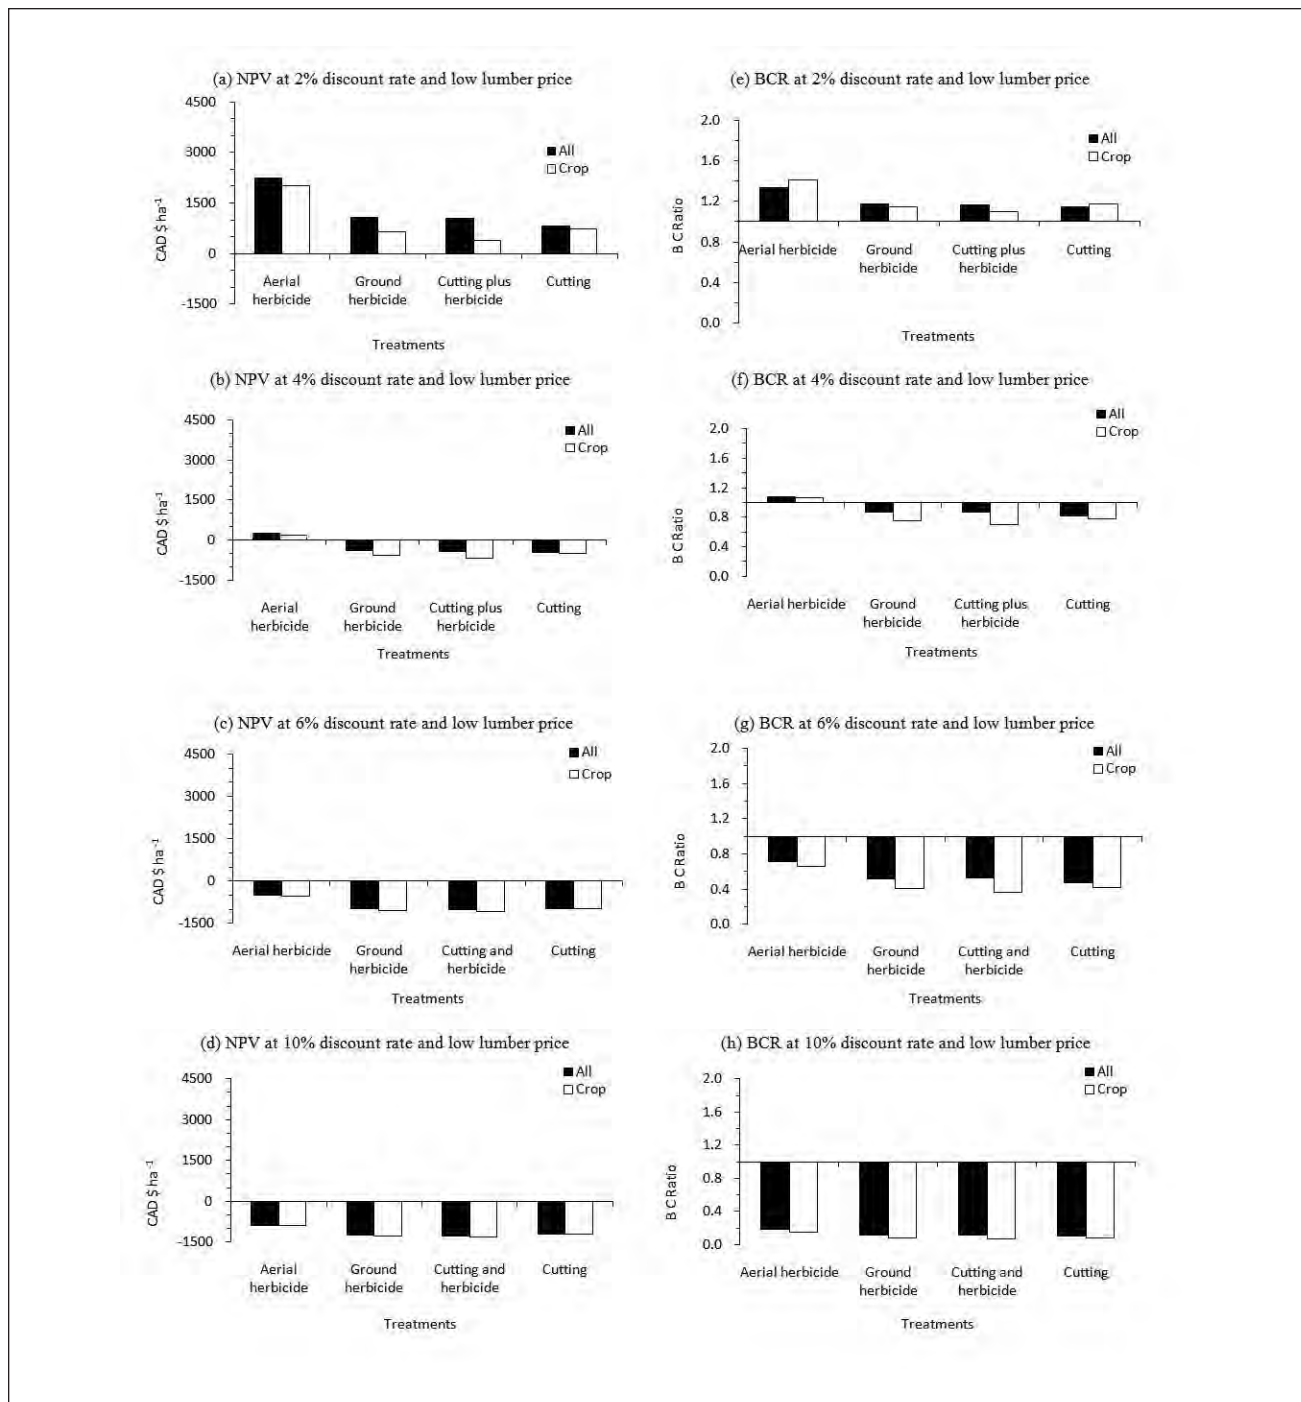 (a) NPV at 2% discount rate and low lumber price
4500
3000
1500
0
-1500
CAD $ ha⁻¹
All
Crop
Aerial herbicide
Ground herbicide
Cutting plus herbicide
Cutting
Treatments
(e) BCR at 2% discount rate and low lumber price
2.0
1.6
1.2
0.8
0.4
0.0
B C Ratio
All
Crop
Aerial herbicide
Ground herbicide
Cutting plus herbicide
Cutting
Treatments
(b) NPV at 4% discount rate and low lumber price
4500
3000
1500
0
-1500
CAD $ ha⁻¹
All
Crop
Aerial herbicide
Ground herbicide
Cutting plus herbicide
Cutting
Treatments
(f) BCR at 4% discount rate and low lumber price
2.0
1.6
1.2
0.8
0.4
0.0
B C Ratio
All
Crop
Aerial herbicide
Ground herbicide
Cutting plus herbicide
Cutting
Treatments
(c) NPV at 6% discount rate and low lumber price
4500
3000
1500
0
-1500
CAD $ ha⁻¹
All
Crop
Aerial herbicide
Ground herbicide
Cutting and herbicide
Cutting
Treatments
(g) BCR at 6% discount rate and low lumber price
2.0
1.6
1.2
0.8
0.4
0.0
B C Ratio
All
Crop
Aerial herbicide
Ground herbicide
Cutting and herbicide
Cutting
Treatments
(d) NPV at 10% discount rate and low lumber price
4500
3000
1500
0
-1500
CAD $ ha⁻¹
All
Crop
Aerial herbicide
Ground herbicide
Cutting and herbicide
Cutting
Treatments
(h) BCR at 10% discount rate and low lumber price
2.0
1.6
1.2
0.8
0.4
0.0
B C Ratio
All
Crop
Aerial herbicide
Ground herbicide
Cutting and herbicide
Cutting
Treatments